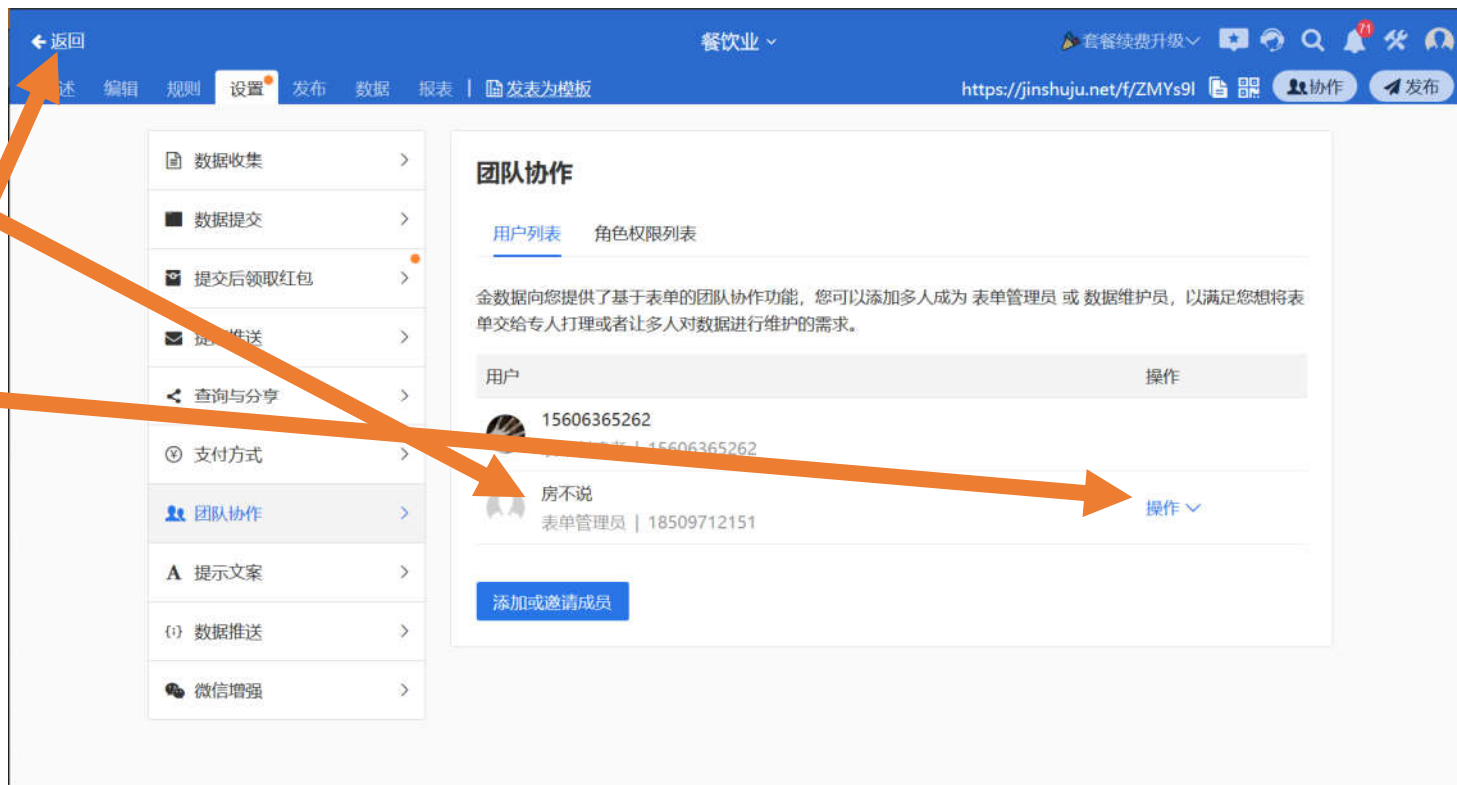 返回
餐饮业
套餐续费升级
71
述 编辑 规则 设置 发布 数据 报表 | 发表为模板
https://jinshuju.net/f/ZMYs9l 协作 发布
数据收集
数据提交
提交后领取红包
推送
查询与分享
支付方式
团队协作
提示文案
数据推送
微信增强
团队协作
用户列表 角色权限列表
金数据向您提供了基于表单的团队协作功能，您可以添加多人成为 表单管理员 或 数据维护员，以满足您想将表
单交给专人打理或者让多人对数据进行维护的需求。
用户 操作
15606365262
| 15606365262
房不说
表单管理员 | 18509712151
操作
添加或邀请成员